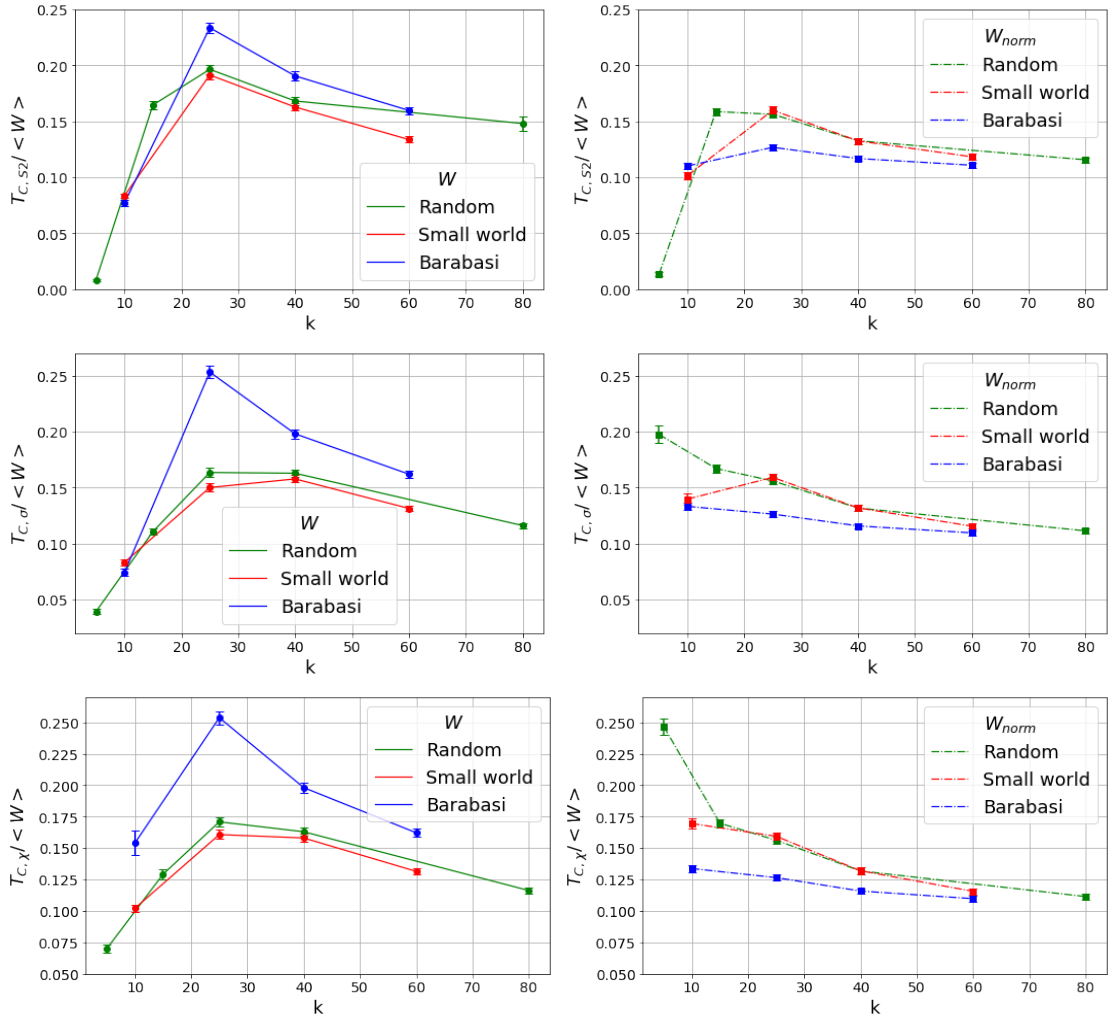 0.25
0.20
0.15
0.10
0.05
0.00
T_{C, S2}/<W>
10 20 30 40 50 60 70 80
k
W
Random
Small world
Barabasi
0.25
0.20
0.15
0.10
0.05
0.00
T_{C, S2}/<W>
10 20 30 40 50 60 70 80
k
W_{norm}
Random
Small world
Barabasi
0.25
0.20
0.15
0.10
0.05
T_{C, σ}/<W>
10 20 30 40 50 60 70 80
k
W
Random
Small world
Barabasi
0.25
0.20
0.15
0.10
0.05
T_{C, σ}/<W>
10 20 30 40 50 60 70 80
k
W_{norm}
Random
Small world
Barabasi
0.250
0.225
0.200
0.175
0.150
0.125
0.100
0.075
0.050
T_{C, χ}/<W>
10 20 30 40 50 60 70 80
k
W
Random
Small world
Barabasi
0.250
0.225
0.200
0.175
0.150
0.125
0.100
0.075
0.050
T_{C, χ}/<W>
10 20 30 40 50 60 70 80
k
W_{norm}
Random
Small world
Barabasi